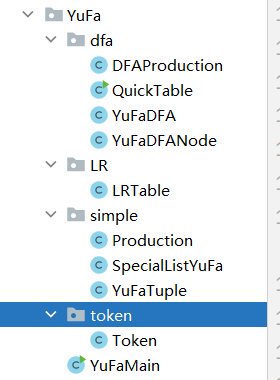 YuFa
dfa
DFAProduction
QuickTable
YuFaDFA
YuFaDFANode
LR
LRTable
simple
Production
SpecialListYuFa
YuFaTuple
token
Token
YuFaMain